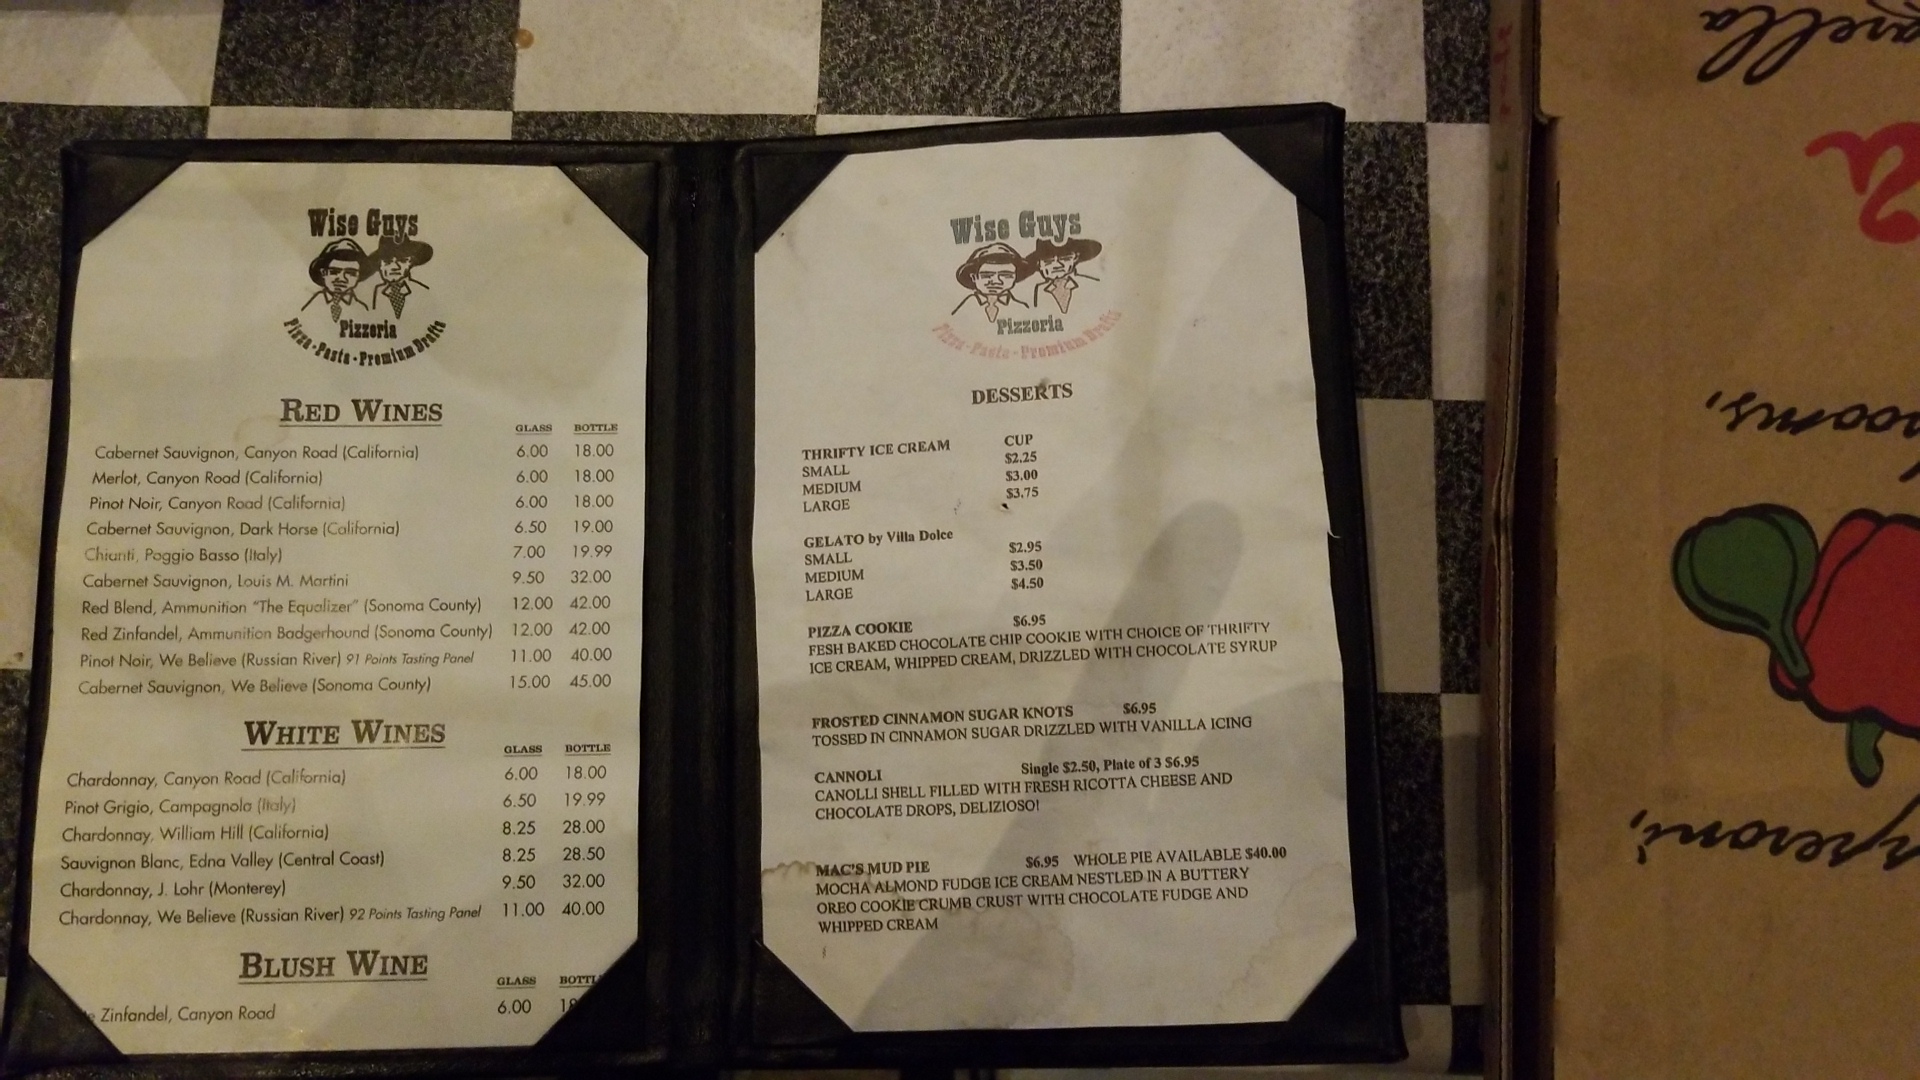 Wise Guys
Pizzeria
Pizza - Pasta - Premium Drafts
RED WINES
GLASS BOTTLE
Cabernet Sauvignon, Canyon Road (California) 6.00 18.00
Merlot, Canyon Road (California) 6.00 18.00
Pinot Noir, Canyon Road (California) 6.00 18.00
Cabernet Sauvignon, Dark Horse (California) 6.50 19.00
Chianti, Poggio Basso (Italy) 7.00 19.99
Cabernet Sauvignon, Louis M. Martini 9.50 32.00
Red Blend, Ammunition "The Equalizer" (Sonoma County) 12.00 42.00
Red Zinfandel, Ammunition Badgerhound (Sonoma County) 12.00 42.00
Pinot Noir, We Believe (Russian River) 91 Points Tasting Panel 11.00 40.00
Cabernet Sauvignon, We Believe (Sonoma County) 15.00 45.00
WHITE WINES
GLASS BOTTLE
Chardonnay, Canyon Road (California) 6.00 18.00
Pinot Grigio, Campagnola (Italy) 6.50 19.99
Chardonnay, William Hill (California) 8.25 28.00
Sauvignon Blanc, Edna Valley (Central Coast) 8.25 28.50
Chardonnay, J. Lohr (Monterey) 9.50 32.00
Chardonnay, We Believe (Russian River) 92 Points Tasting Panel 11.00 40.00
BLUSH WINE
GLASS BOTTL
Zinfandel, Canyon Road 6.00 18
Wise Guys
Pizzeria
Pizza - Pasta - Premium Drafts
DESSERTS
THRIFTY ICE CREAM CUP
SMALL $2.25
MEDIUM $3.00
LARGE $3.75
GELATO by Villa Dolce
SMALL $2.95
MEDIUM $3.50
LARGE $4.50
PIZZA COOKIE $6.95
FESH BAKED CHOCOLATE CHIP COOKIE WITH CHOICE OF THRIFTY
ICE CREAM, WHIPPED CREAM, DRIZZLED WITH CHOCOLATE SYRUP
FROSTED CINNAMON SUGAR KNOTS $6.95
TOSSED IN CINNAMON SUGAR DRIZZLED WITH VANILLA ICING
CANNOLI Single $2.50, Plate of 3 $6.95
CANOLLI SHELL FILLED WITH FRESH RICOTTA CHEESE AND
CHOCOLATE DROPS, DELIZIOSO!
MAC'S MUD PIE $6.95 WHOLE PIE AVAILABLE $40.00
MOCHA ALMOND FUDGE ICE CREAM NESTLED IN A BUTTERY
OREO COOKIE CRUMB CRUST WITH CHOCOLATE FUDGE AND
WHIPPED CREAM